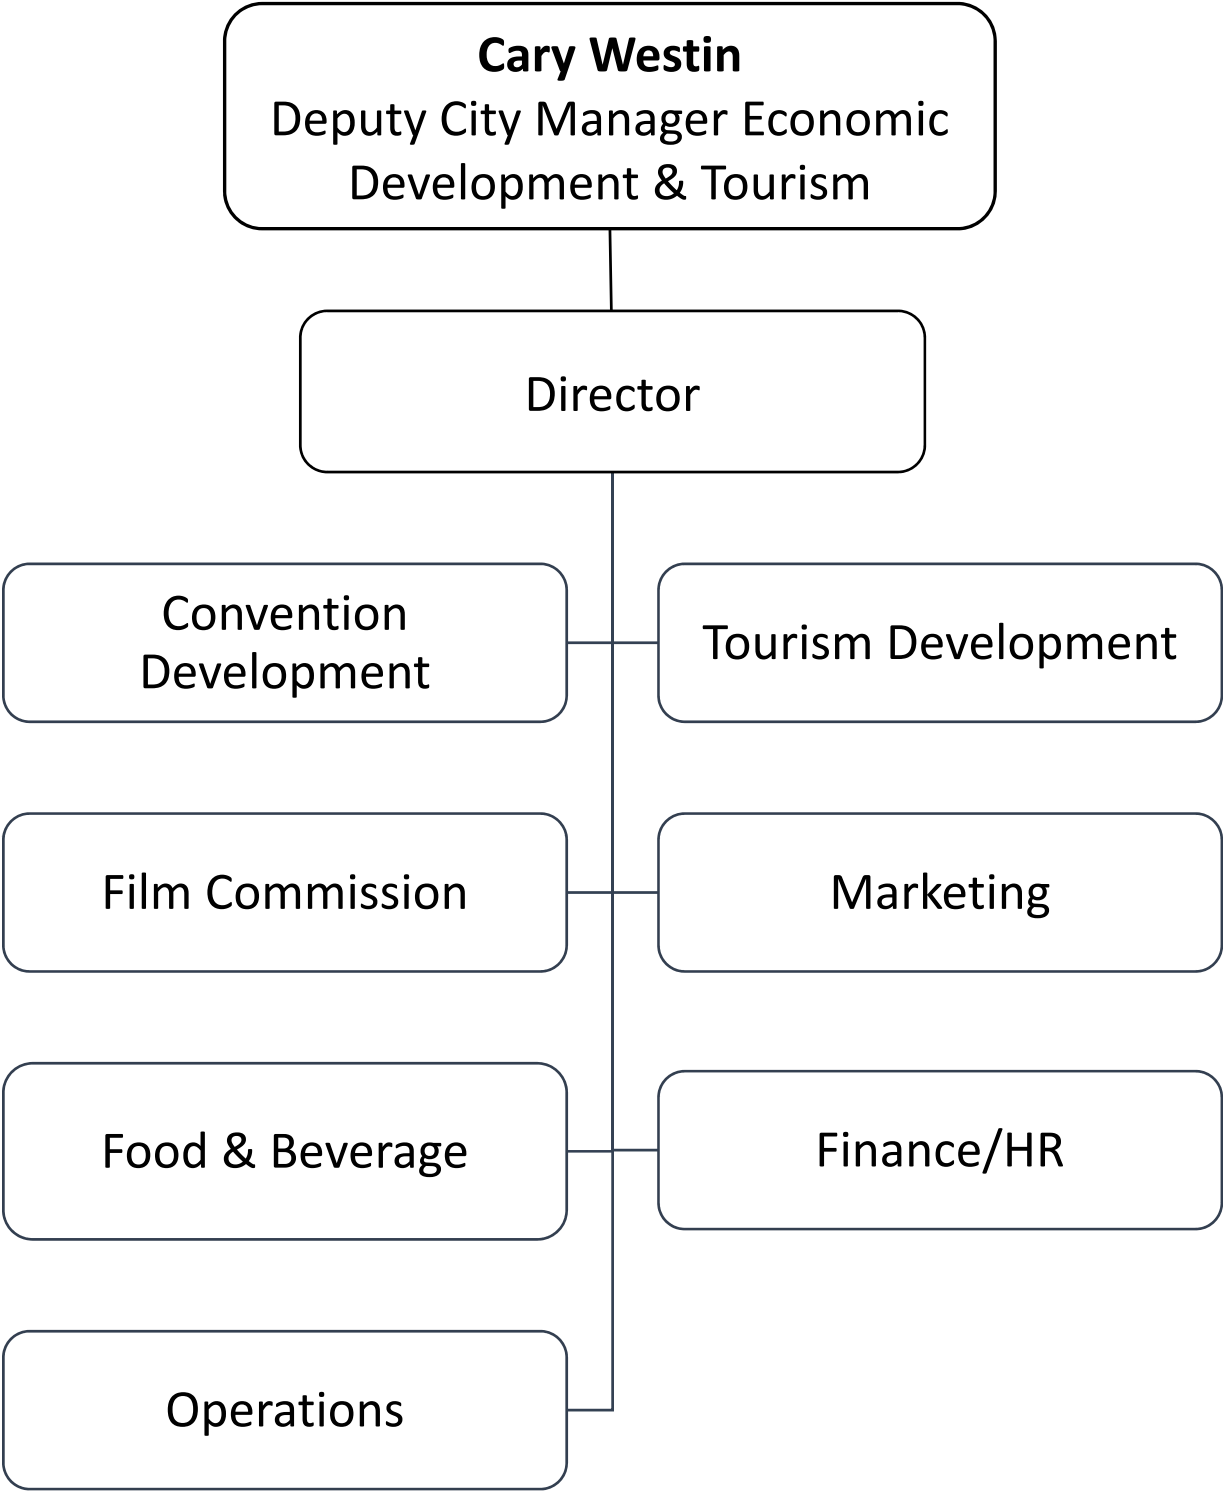 Cary Westin
Deputy City Manager Economic
Development & Tourism
Director
Convention
Development
Tourism Development
Film Commission
Marketing
Food & Beverage
Finance/HR
Operations